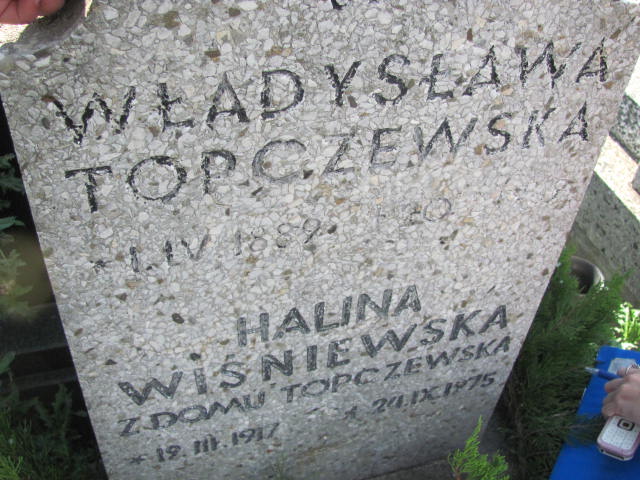 WŁADYSŁAWA
TOPCZEWSKA
* 1.IV 1889
HALINA
WIŚNIEWSKA
Z DOMU TOPCZEWSKA
* 19.III.1917 + 24.IX.1975